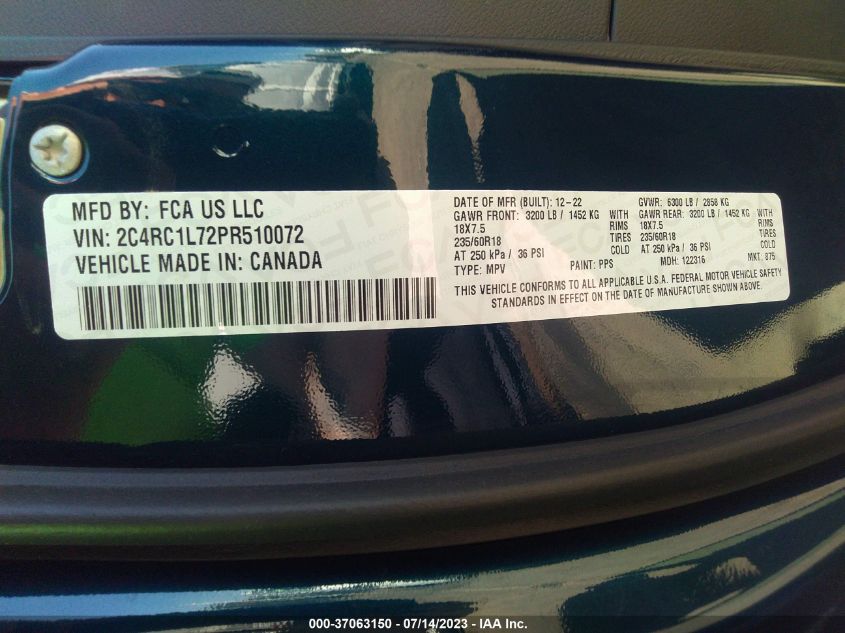 MFD BY: FCA US LLC
VIN: 2C4RC1L72PR510072
VEHICLE MADE IN: CANADA
DATE OF MFR (BUILT): 12-22 GVWR: 6300 LB / 2858 KG
GAWR FRONT: 3200 LB / 1452 KG WITH GAWR REAR: 3200 LB / 1452 KG WITH
18X7.5 RIMS 18X7.5 RIMS
235/60R18 TIRES 235/60R18 TIRES
AT 250 kPa / 36 PSI COLD AT 250 kPa / 36 PSI COLD
TYPE: MPV PAINT: PPS MDH: 122316 MKT: 875
THIS VEHICLE CONFORMS TO ALL APPLICABLE U.S.A. FEDERAL MOTOR VEHICLE SAFETY
STANDARDS IN EFFECT ON THE DATE OF MANUFACTURE SHOWN ABOVE.
000-37063150 - 07/14/2023 - IAA Inc.